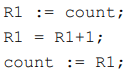 R1 := count;
R1 = R1+1;
count := R1;